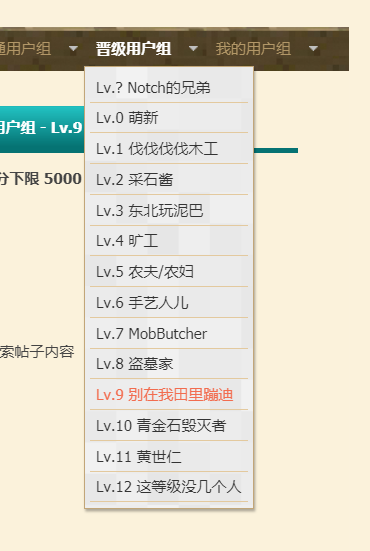 通用户组 晋级用户组 我的用户组
Lv.? Notch的兄弟
Lv.0 萌新
用户组 - Lv.9
Lv.1 伐伐伐伐木工
分下限 5000
Lv.2 采石酱
Lv.3 东北玩泥巴
Lv.4 旷工
Lv.5 农夫/农妇
Lv.6 手艺人儿
Lv.7 MobButcher
索帖子内容
Lv.8 盗墓家
Lv.9 别在我田里蹦迪
Lv.10 青金石毁灭者
Lv.11 黄世仁
Lv.12 这等级没几个人